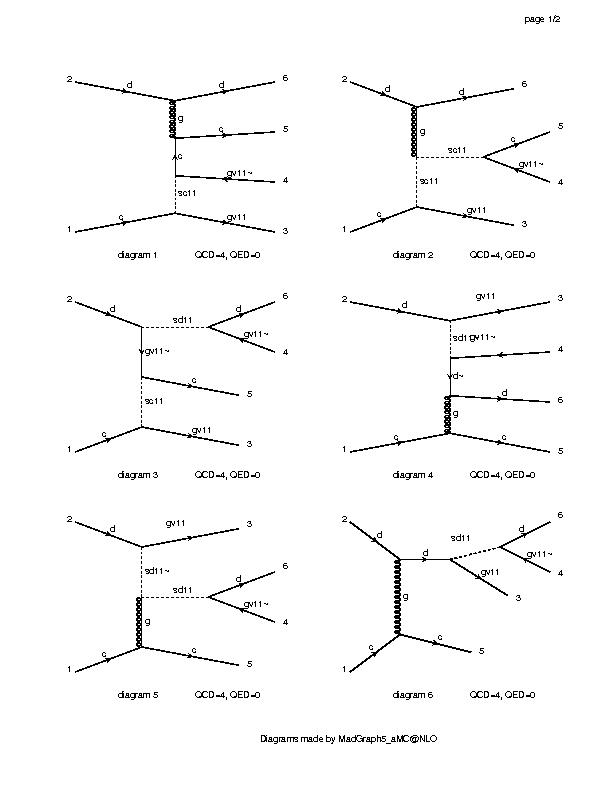 page 1/2
2 d d 6
g
c 5
c
gv11~ 4
sc11
1 c gv11 3
diagram 1 QCD=4, QED=0
2 d d 6
g
sc11 c 5
gv11~ 4
sc11
1 c gv11 3
diagram 2 QCD=4, QED=0
2 d sd11 d 6
gv11~ 4
gv11~
c 5
sc11
1 c gv11 3
diagram 3 QCD=4, QED=0
2 d gv11 3
sd11 gv11~ 4
d~
d 6
g
1 c c 5
diagram 4 QCD=4, QED=0
2 d gv11 3
sd11~
sd11 d 6
g gv11~ 4
1 c c 5
diagram 5 QCD=4, QED=0
2 d d sd11 d 6
gv11~ 4
gv11 3
g
1 c c 5
diagram 6 QCD=4, QED=0
Diagrams made by MadGraph5_aMC@NLO